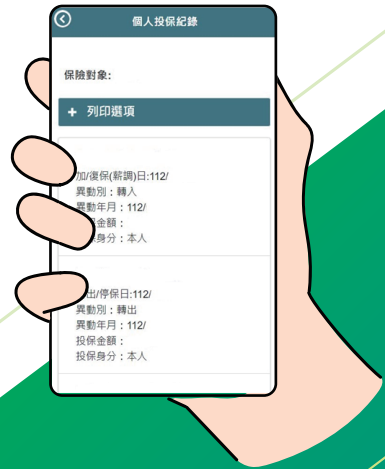 個人投保紀錄
保險對象:
+ 列印選項
加/復保(薪調)日:112/
異動別：轉入
異動年月：112/
金額：
身分：本人
出/停保日:112/
異動別：轉出
異動年月：112/
投保金額：
投保身分：本人